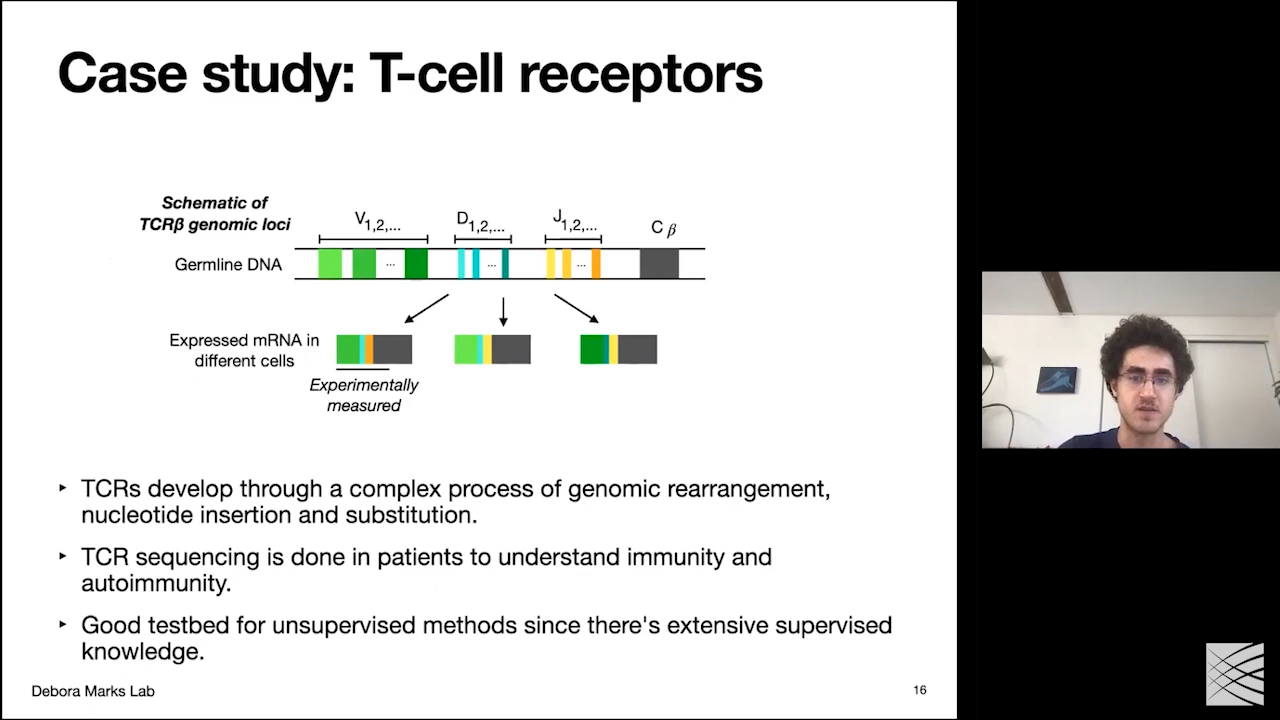 Case study: T-cell receptors
Schematic of
TCRβ genomic loci
V1,2,...
D1,2,...
J1,2,...
C β
Germline DNA
...
...
...
Expressed mRNA in
different cells
Experimentally
measured
‣ TCRs develop through a complex process of genomic rearrangement,
nucleotide insertion and substitution.
‣ TCR sequencing is done in patients to understand immunity and
autoimmunity.
‣ Good testbed for unsupervised methods since there's extensive supervised
knowledge.
Debora Marks Lab
16